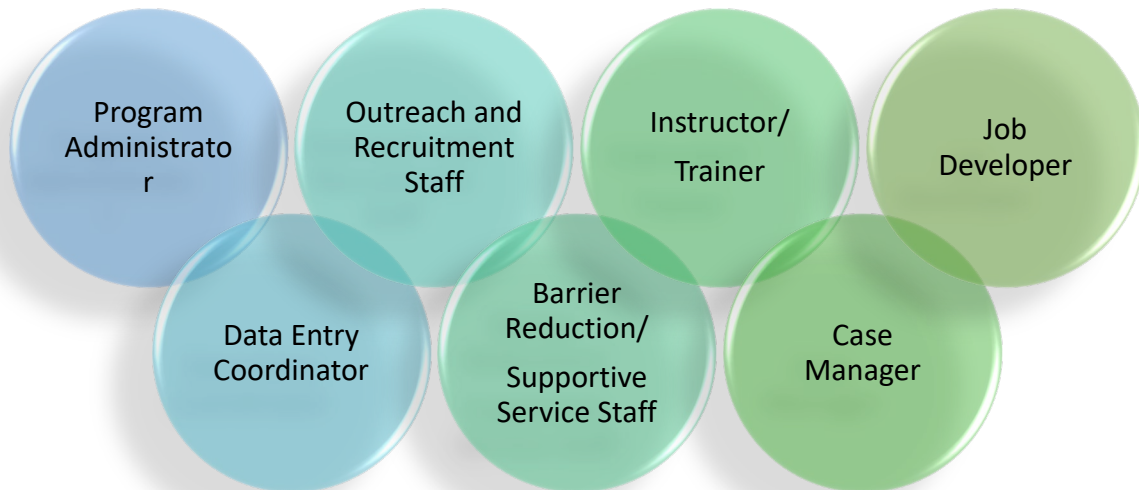 Program
Administrato
r
Outreach and
Recruitment
Staff
Instructor/
Trainer
Job
Developer
Data Entry
Coordinator
Barrier
Reduction/
Supportive
Service Staff
Case
Manager